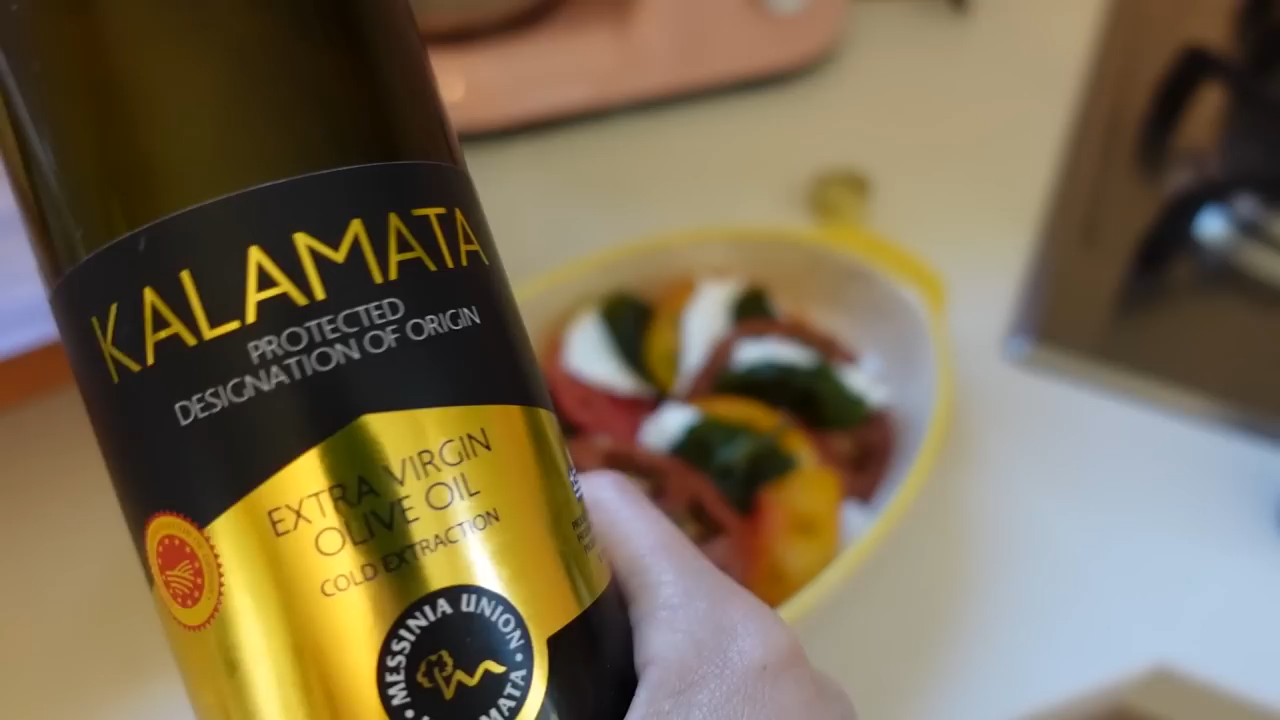 KALAMATA
PROTECTED
DESIGNATION OF ORIGIN
EXTRA VIRGIN
OLIVE OIL
COLD EXTRACTION
• MESSINIA UNION •